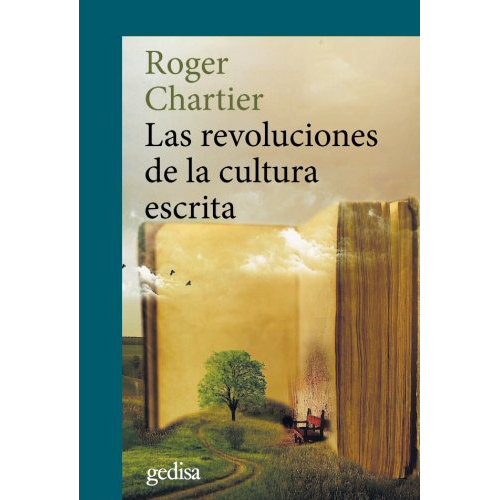 Roger
Chartier
Las revoluciones
de la cultura
escrita
gedisa